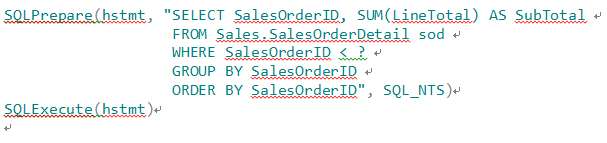 SQLPrepare(hstmt, "SELECT SalesOrderID, SUM(LineTotal) AS SubTotal
FROM Sales.SalesOrderDetail sod
WHERE SalesOrderID < ?
GROUP BY SalesOrderID
ORDER BY SalesOrderID", SQL_NTS)
SQLExecute(hstmt)